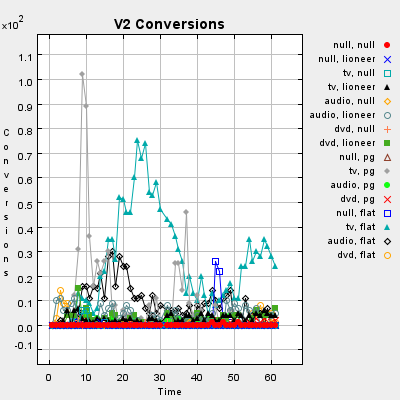 V2 Conversions
x10²
1.1
1.0
0.9
0.8
0.7
0.6
0.5
0.4
0.3
0.2
0.1
0.0
-0.1
Conversions
0
10
20
30
40
50
60
Time
null, null
null, lioneer
tv, null
tv, lioneer
audio, null
audio, lioneer
dvd, null
dvd, lioneer
null, pg
tv, pg
audio, pg
dvd, pg
null, flat
tv, flat
audio, flat
dvd, flat